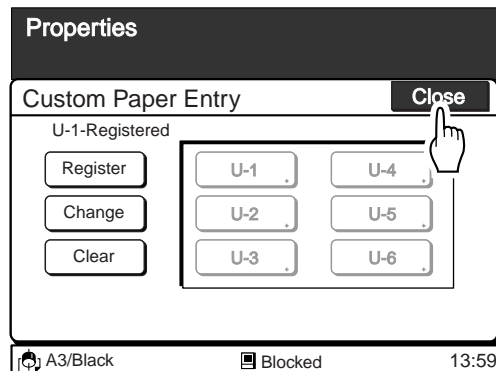 Properties
Custom Paper Entry Close
U-1-Registered
Register U-1 U-4
Change U-2 U-5
Clear U-3 U-6
A3/Black Blocked 13:59